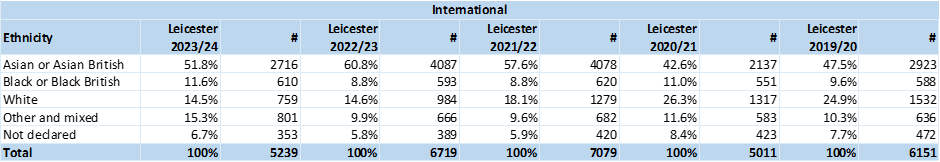 International
Ethnicity Leicester 2023/24 # Leicester 2022/23 # Leicester 2021/22 # Leicester 2020/21 # Leicester 2019/20 #
Asian or Asian British 51.8% 2716 60.8% 4087 57.6% 4078 42.6% 2137 47.5% 2923
Black or Black British 11.6% 610 8.8% 593 8.8% 620 11.0% 551 9.6% 588
White 14.5% 759 14.6% 984 18.1% 1279 26.3% 1317 24.9% 1532
Other and mixed 15.3% 801 9.9% 666 9.6% 682 11.6% 583 10.3% 636
Not declared 6.7% 353 5.8% 389 5.9% 420 8.4% 423 7.7% 472
Total 100% 5239 100% 6719 100% 7079 100% 5011 100% 6151